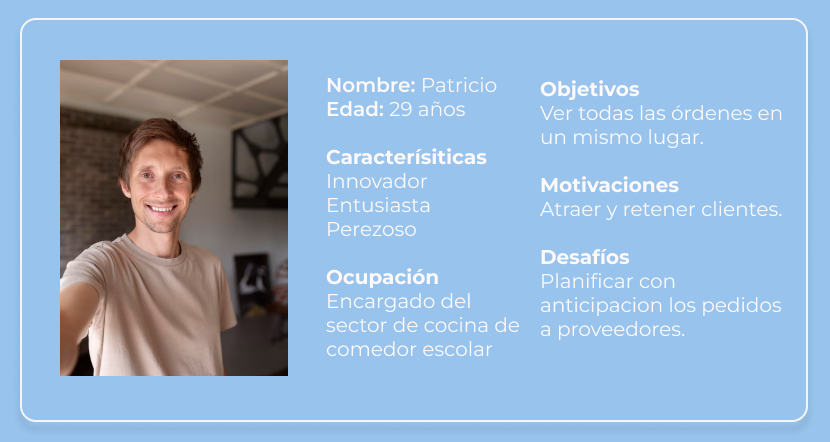 Nombre: Patricio
Edad: 29 años
Caracterísiticas
Innovador
Entusiasta
Perezoso
Ocupación
Encargado del
sector de cocina de
comedor escolar
Objetivos
Ver todas las órdenes en
un mismo lugar.
Motivaciones
Atraer y retener clientes.
Desafíos
Planificar con
anticipacion los pedidos
a proveedores.